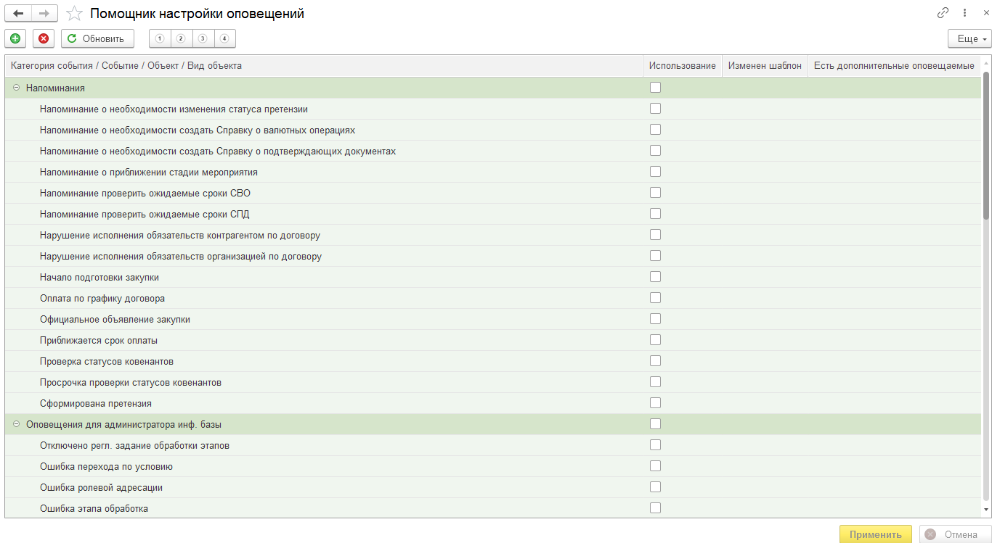 Помощник настройки оповещений
Обновить 1 2 3 4 Еще
Категория события / Событие / Объект / Вид объекта Использование Изменен шаблон Есть дополнительные оповещаемые
Напоминания
Напоминание о необходимости изменения статуса претензии
Напоминание о необходимости создать Справку о валютных операциях
Напоминание о необходимости создать Справку о подтверждающих документах
Напоминание о приближении стадии мероприятия
Напоминание проверить ожидаемые сроки СВО
Напоминание проверить ожидаемые сроки СПД
Нарушение исполнения обязательств контрагентом по договору
Нарушение исполнения обязательств организацией по договору
Начало подготовки закупки
Оплата по графику договора
Официальное объявление закупки
Приближается срок оплаты
Проверка статусов ковенантов
Просрочка проверки статусов ковенантов
Сформирована претензия
Оповещения для администратора инф. базы
Отключено регл. задание обработки этапов
Ошибка перехода по условию
Ошибка ролевой адресации
Ошибка этапа обработка
Применить Отмена